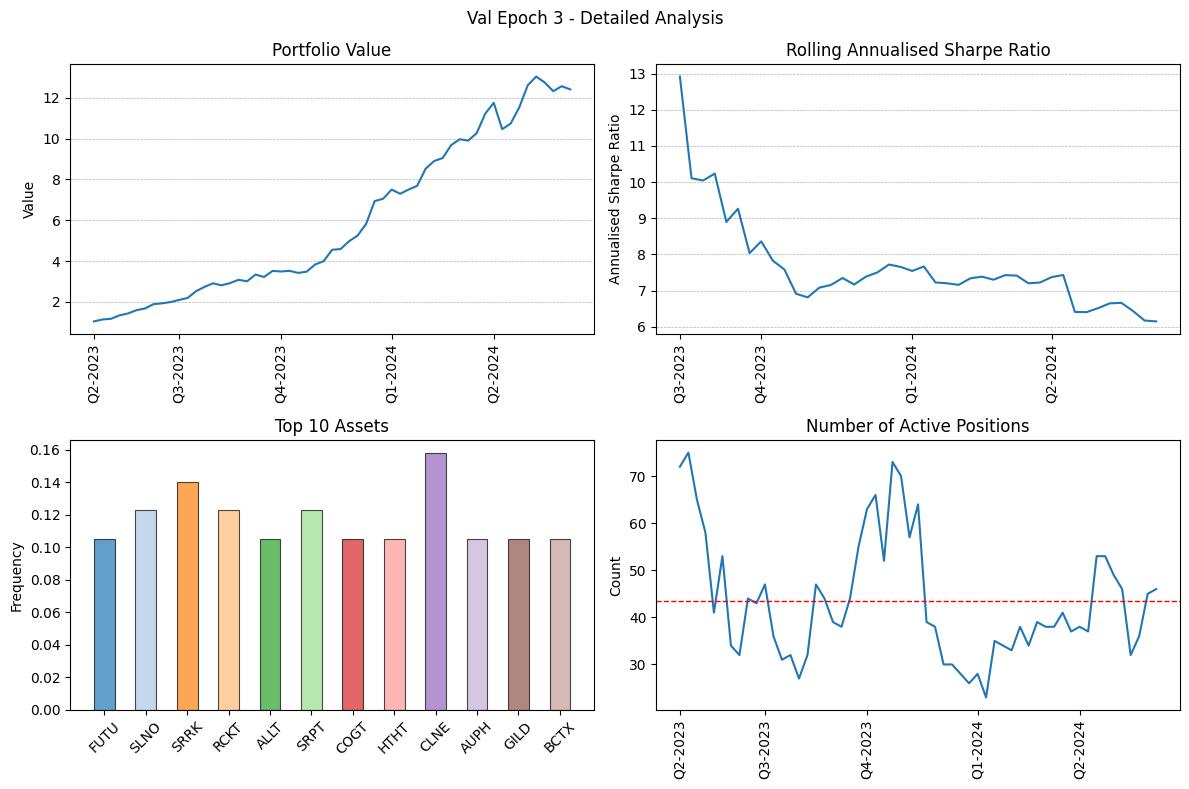 Val Epoch 3 - Detailed Analysis
Portfolio Value
Value
12
10
8
6
4
2
Q2-2023
Q3-2023
Q4-2023
Q1-2024
Q2-2024
Rolling Annualised Sharpe Ratio
Annualised Sharpe Ratio
13
12
11
10
9
8
7
6
Q3-2023
Q4-2023
Q1-2024
Q2-2024
Top 10 Assets
Frequency
0.16
0.14
0.12
0.10
0.08
0.06
0.04
0.02
0.00
FUTU
SLNO
SRRK
RCKT
ALLT
SRPT
COGT
HTHT
CLNE
AUPH
GILD
BCTX
Number of Active Positions
Count
70
60
50
40
30
Q2-2023
Q3-2023
Q4-2023
Q1-2024
Q2-2024